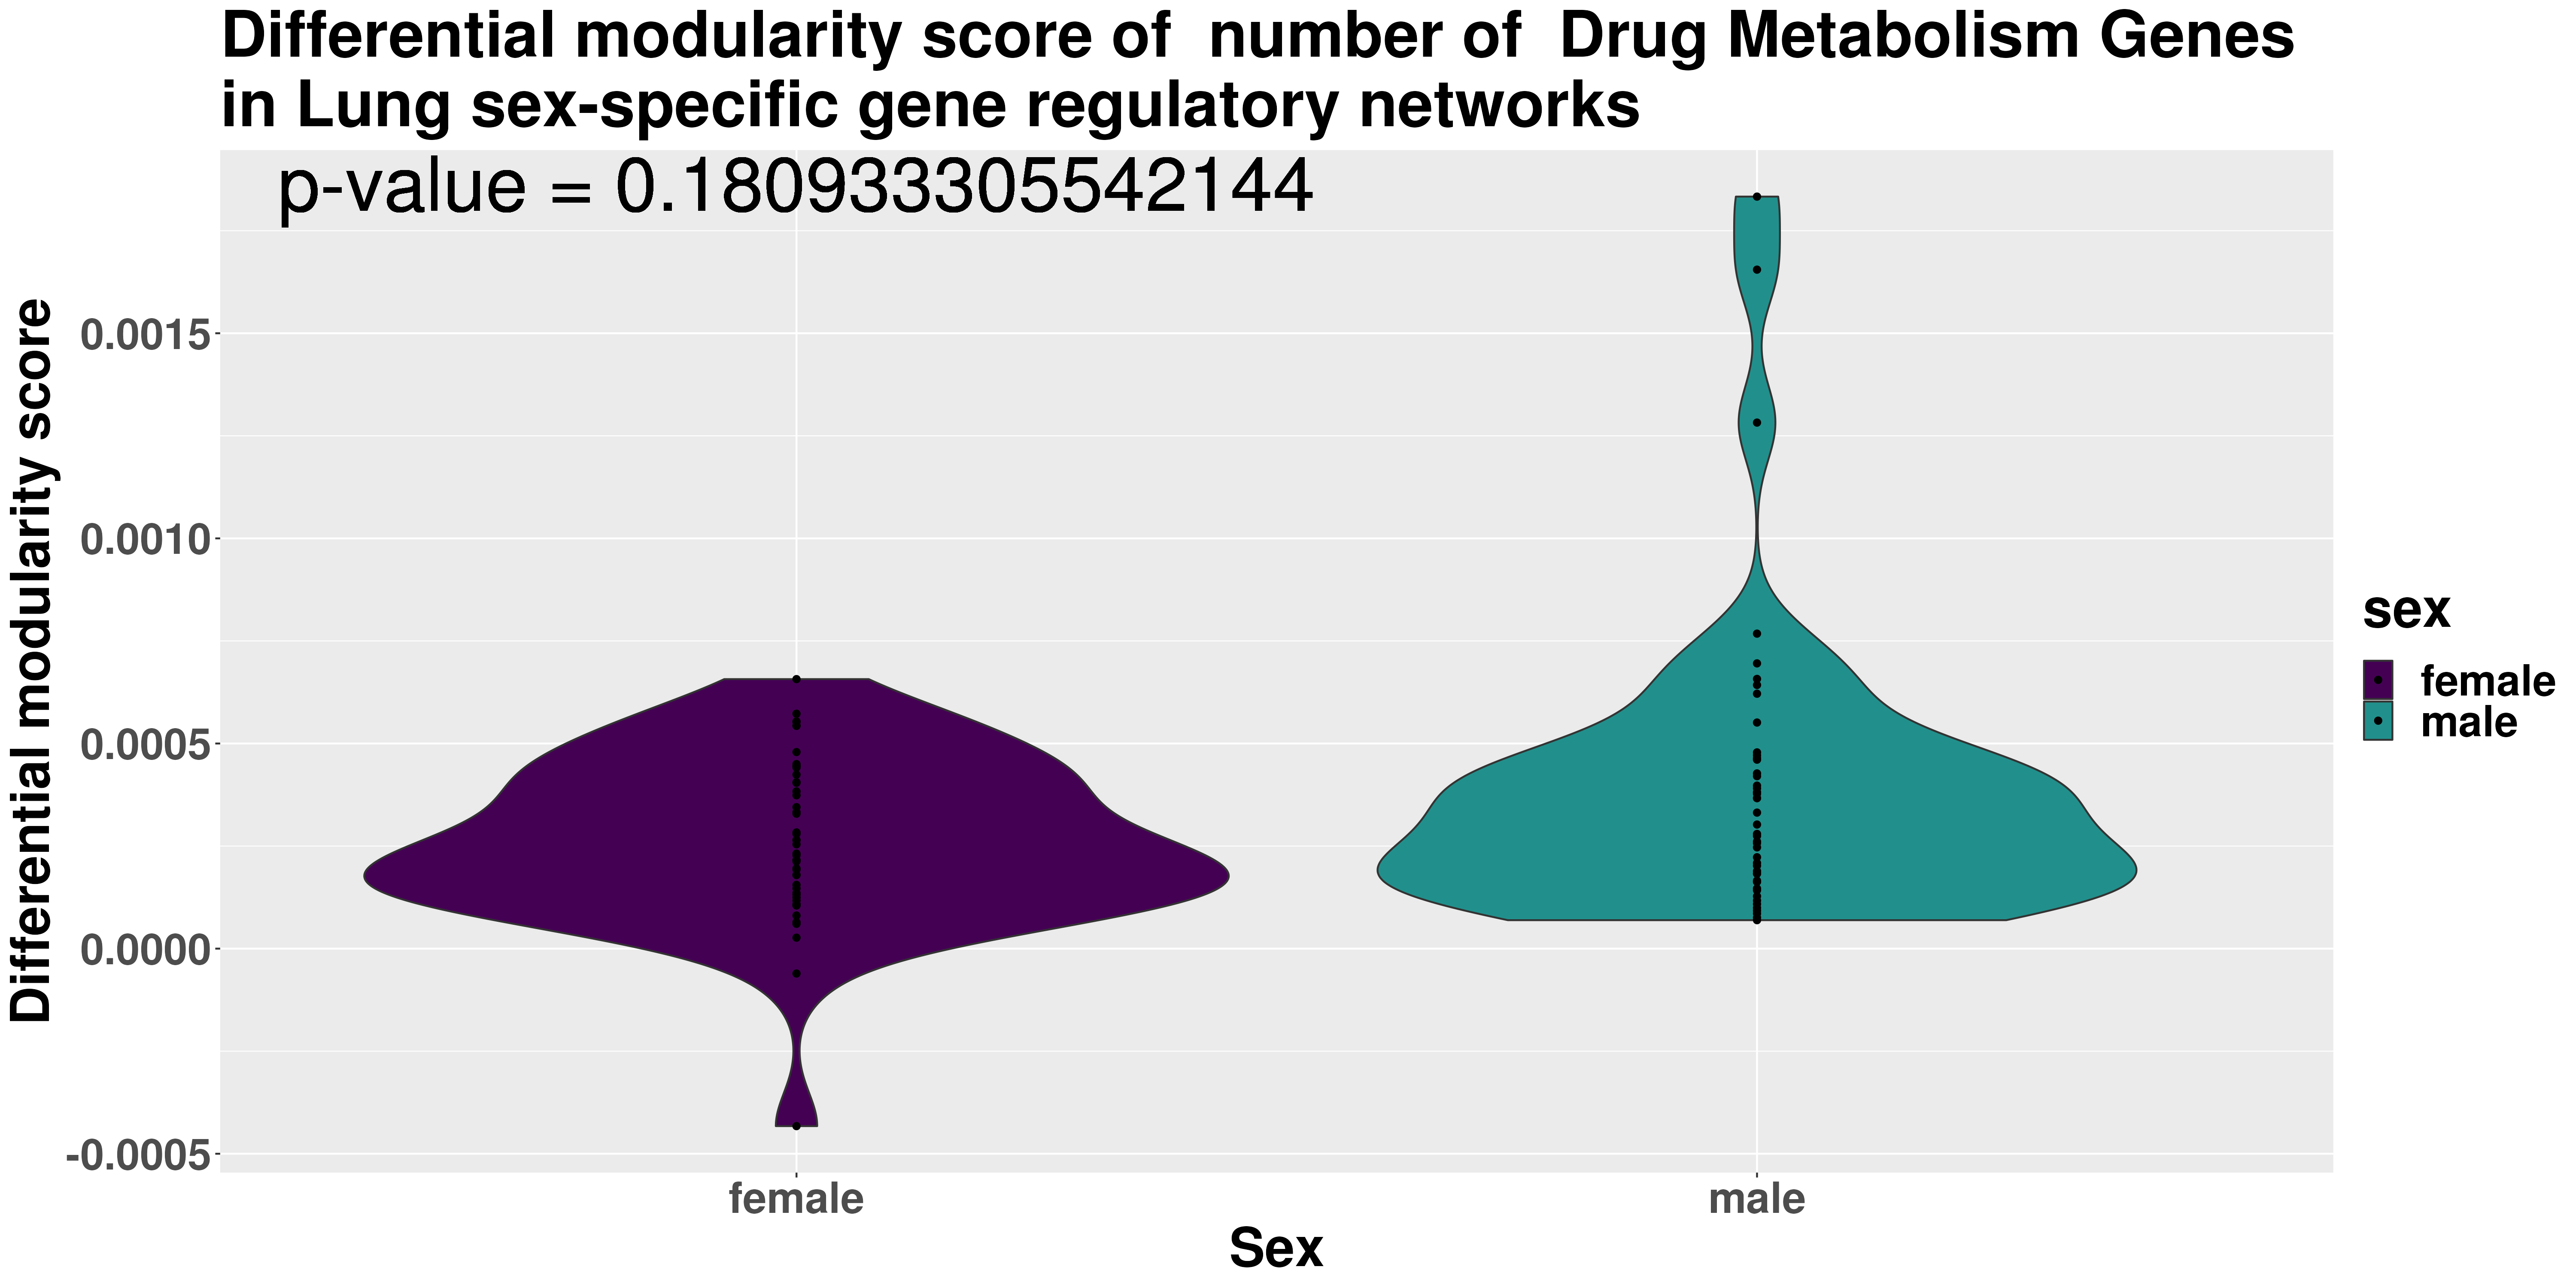 Differential modularity score of  number of  Drug Metabolism Genes
in Lung sex-specific gene regulatory networks
p-value = 0.180933305542144
Differential modularity score
0.0015
0.0010
0.0005
0.0000
-0.0005
female
male
Sex
sex
female
male